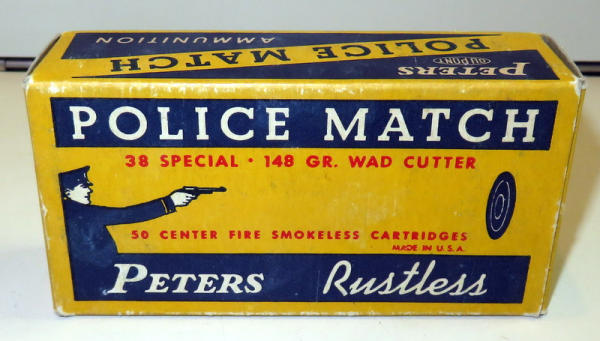 AMMUNITION
POLICE MATCH
PETERS
DUPONT
POLICE MATCH
38 SPECIAL · 148 GR. WAD CUTTER
50 CENTER FIRE SMOKELESS CARTRIDGES
MADE IN U.S.A.
PETERS Rustless